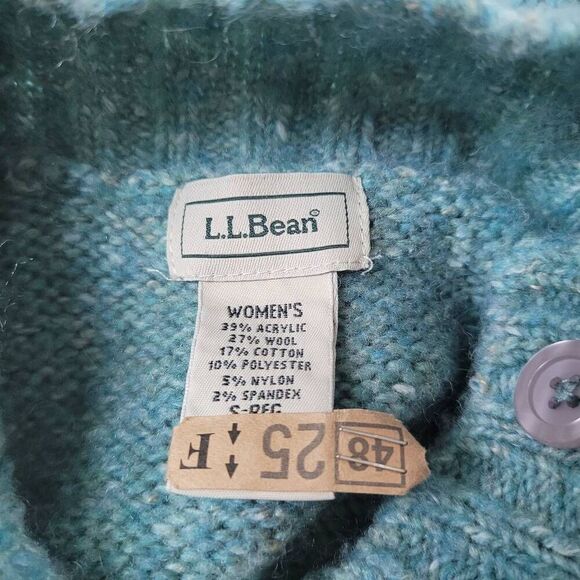 L.L.Bean®
WOMEN'S
39% ACRYLIC
27% WOOL
17% COTTON
10% POLYESTER
5% NYLON
2% SPANDEX
S-REG
F 25 48